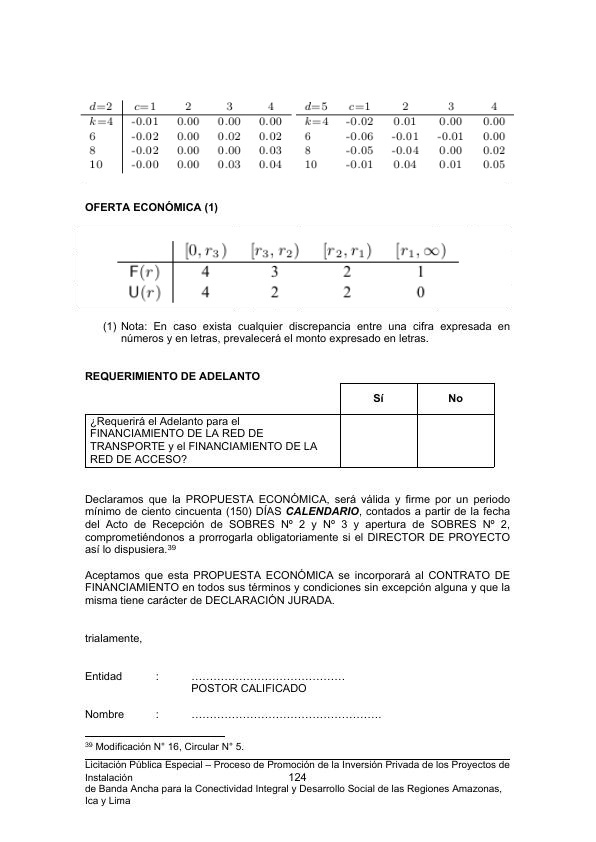 d=2 c=1 2 3 4 d=5 c=1 2 3 4
k=4 -0.01 0.00 0.00 0.00 k=4 -0.02 0.01 0.00 0.00
6 -0.02 0.00 0.02 0.02 6 -0.06 -0.01 -0.01 0.00
8 -0.02 0.00 0.00 0.03 8 -0.05 -0.04 0.00 0.02
10 -0.00 0.00 0.03 0.04 10 -0.01 0.04 0.01 0.05
OFERTA ECONÓMICA (1)
[0, r₃) [r₃, r₂) [r₂, r₁) [r₁, ∞)
F(r) 4 3 2 1
U(r) 4 2 2 0
(1) Nota: En caso exista cualquier discrepancia entre una cifra expresada en
números y en letras, prevalecerá el monto expresado en letras.
REQUERIMIENTO DE ADELANTO
Sí No
¿Requerirá el Adelanto para el
FINANCIAMIENTO DE LA RED DE
TRANSPORTE y el FINANCIAMIENTO DE LA
RED DE ACCESO?
Declaramos que la PROPUESTA ECONÓMICA, será válida y firme por un periodo
mínimo de ciento cincuenta (150) DÍAS CALENDARIO, contados a partir de la fecha
del Acto de Recepción de SOBRES Nº 2 y Nº 3 y apertura de SOBRES Nº 2,
comprometiéndonos a prorrogarla obligatoriamente si el DIRECTOR DE PROYECTO
así lo dispusiera.³⁹
Aceptamos que esta PROPUESTA ECONÓMICA se incorporará al CONTRATO DE
FINANCIAMIENTO en todos sus términos y condiciones sin excepción alguna y que la
misma tiene carácter de DECLARACIÓN JURADA.
trialamente,
Entidad : ……………………………………
POSTOR CALIFICADO
Nombre : ……………………………………………
³⁹ Modificación N° 16, Circular N° 5.
Licitación Pública Especial – Proceso de Promoción de la Inversión Privada de los Proyectos de
Instalación 124
de Banda Ancha para la Conectividad Integral y Desarrollo Social de las Regiones Amazonas,
Ica y Lima